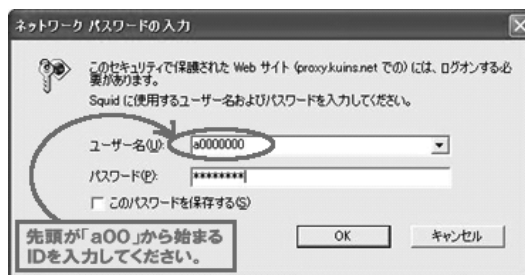 ネットワーク パスワードの入力
このセキュリティで保護された Web サイト (proxy.kuins.net での) には、ログオンする必
要があります。
Squid に使用するユーザー名およびパスワードを入力してください。
ユーザー名(U):
a0000000
パスワード(P):
********
このパスワードを保存する(S)
先頭が「a00」から始まる
IDを入力してください。
OK
キャンセル